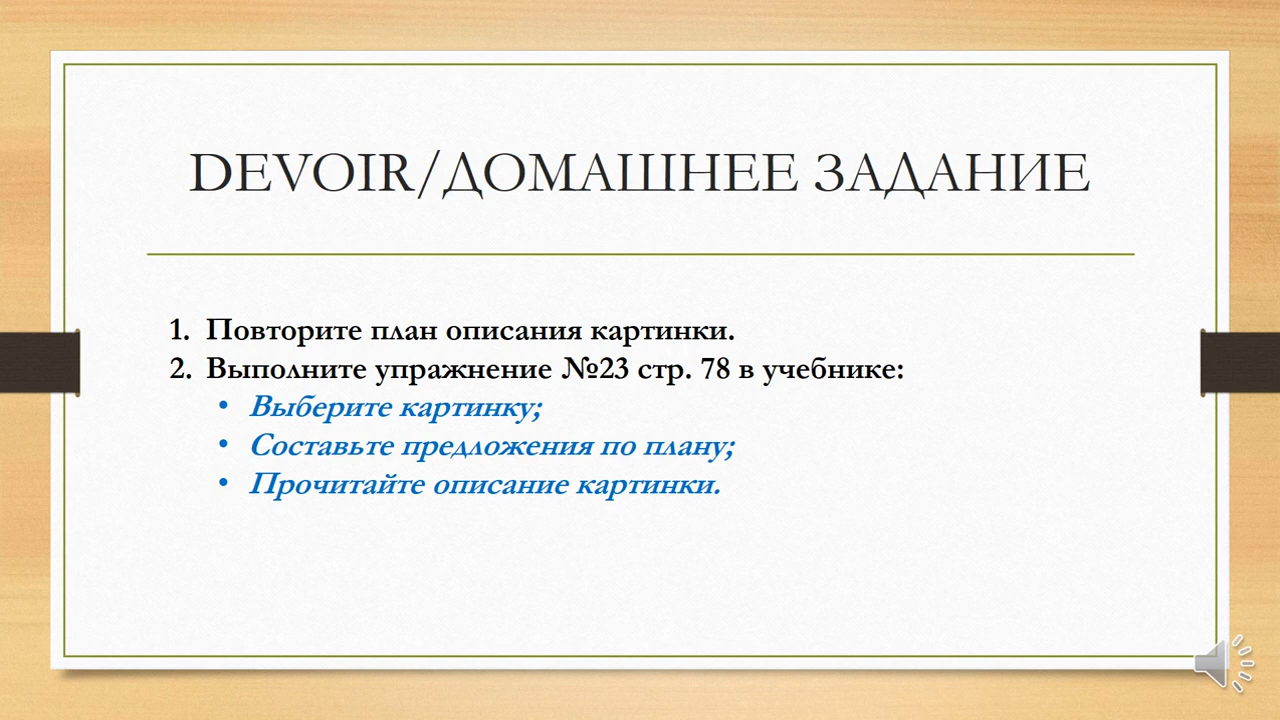 DEVOIR/ДОМАШНЕЕ ЗАДАНИЕ
1. Повторите план описания картинки.
2. Выполните упражнение №23 стр. 78 в учебнике:
• Выберите картинку;
• Составьте предложения по плану;
• Прочитайте описание картинки.